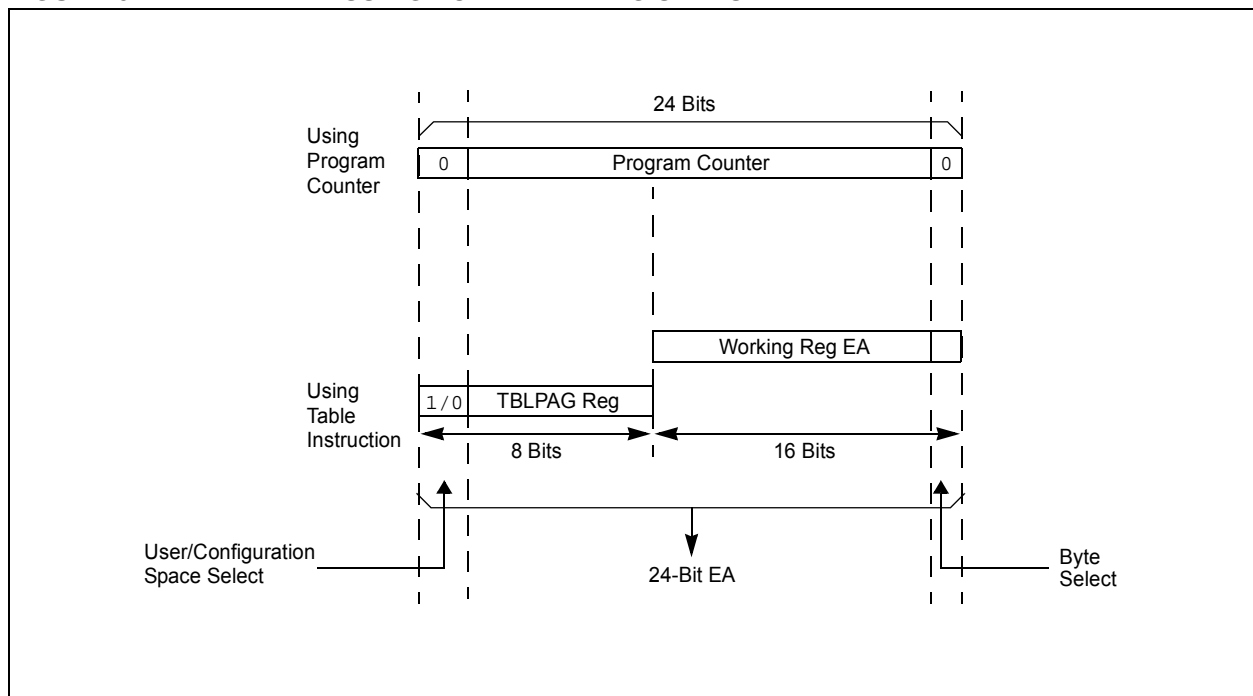 24 Bits
Using
Program
Counter
0
Program Counter
0
Working Reg EA
Using
Table
Instruction
1/0
TBLPAG Reg
8 Bits
16 Bits
User/Configuration
Space Select
24-Bit EA
Byte
Select